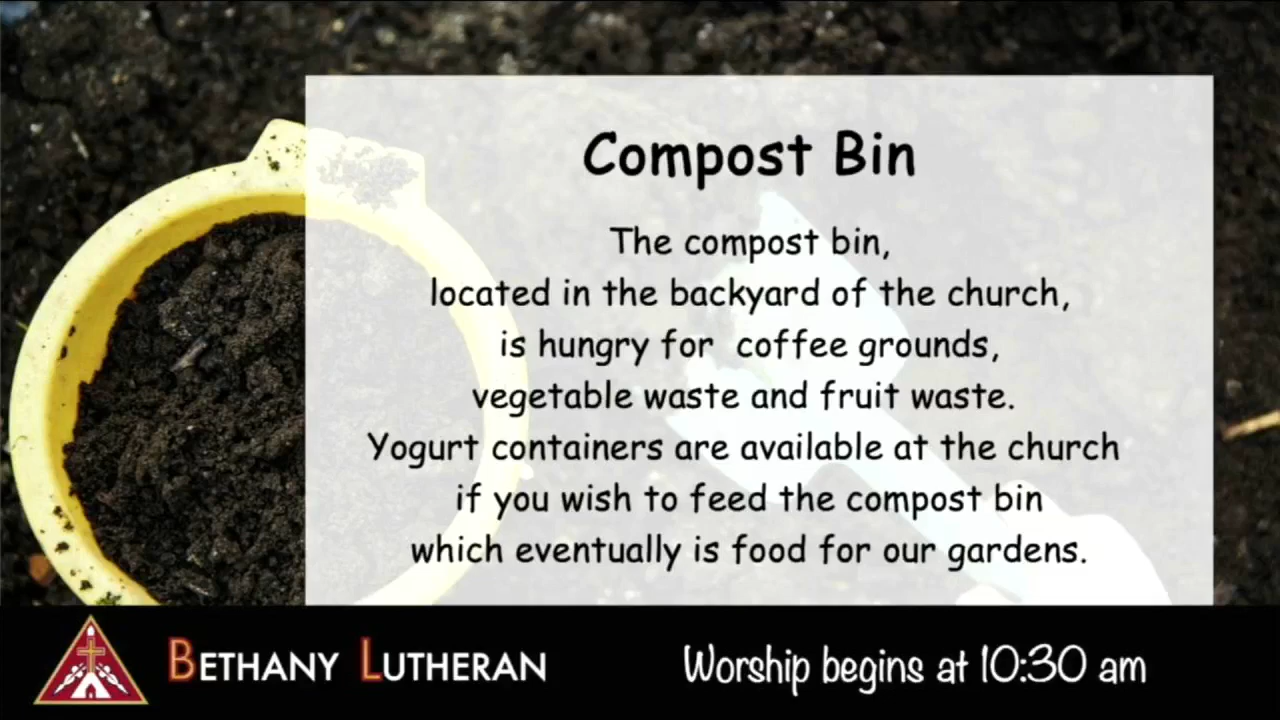 Compost Bin
The compost bin,
located in the backyard of the church,
is hungry for  coffee grounds,
vegetable waste and fruit waste.
Yogurt containers are available at the church
if you wish to feed the compost bin
which eventually is food for our gardens.
BETHANY LUTHERAN
Worship begins at 10:30 am